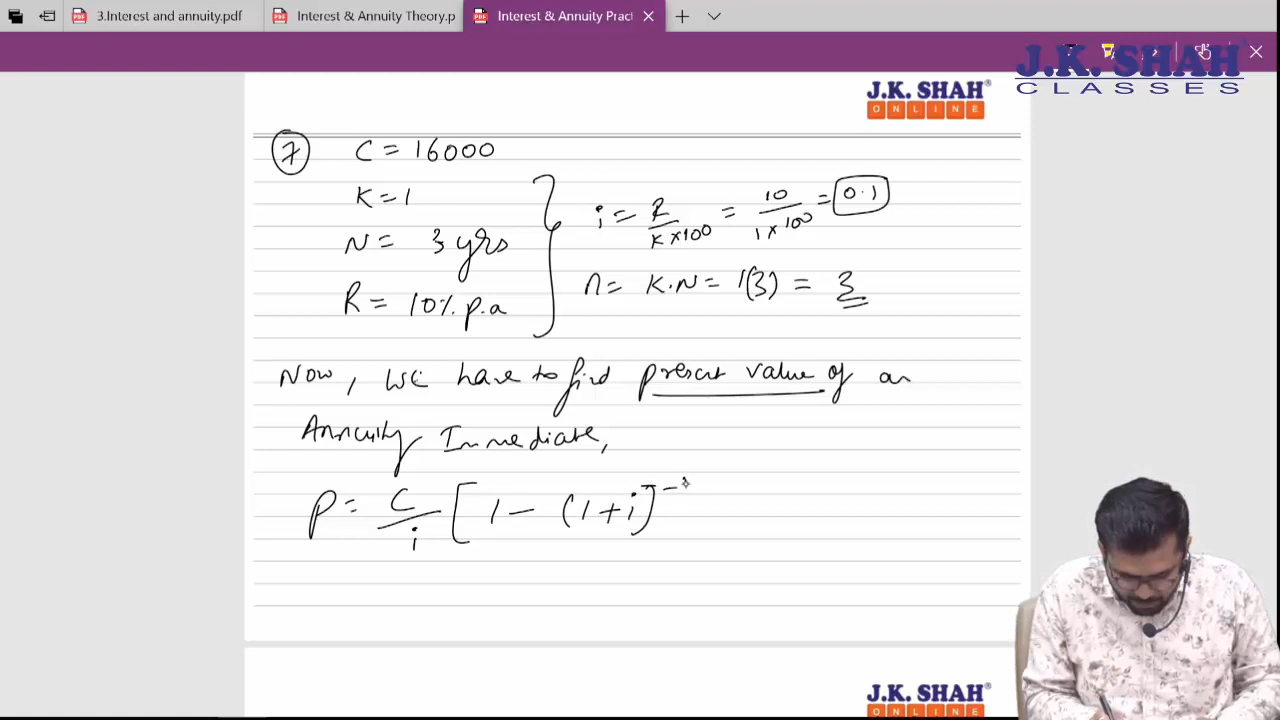 3.Interest and annuity.pdf
Interest & Annuity Theory.p
Interest & Annuity Pract
J.K. SHAH
CLASSES
J.K. SHAH®
ONLINE
7 C = 16000
K = 1
N = 3 yrs
R = 10% p.a
i = R / K × 100 = 10 / 1 × 100 = 0.1
n = K.N = 1(3) = 3
Now, we have to find present value of an
Annuity Immediate,
P = C / i [ 1 - (1 + i)
J.K. SHAH®
ONLINE